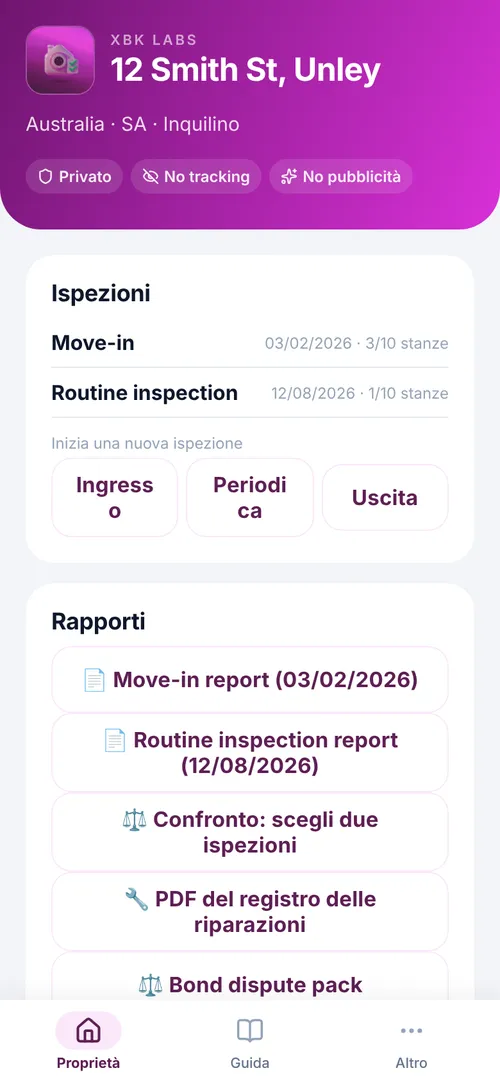 XBK LABS
12 Smith St, Unley
Australia · SA · Inquilino
Privato
No tracking
No pubblicità
Ispezioni
Move-in
03/02/2026 · 3/10 stanze
Routine inspection
12/08/2026 · 1/10 stanze
Inizia una nuova ispezione
Ingress
o
Periodi
ca
Uscita
Rapporti
📄 Move-in report (03/02/2026)
📄 Routine inspection report
(12/08/2026)
⚖️ Confronto: scegli due
ispezioni
🔧 PDF del registro delle
riparazioni
⚖️ Bond dispute pack
Proprietà
Guida
Altro